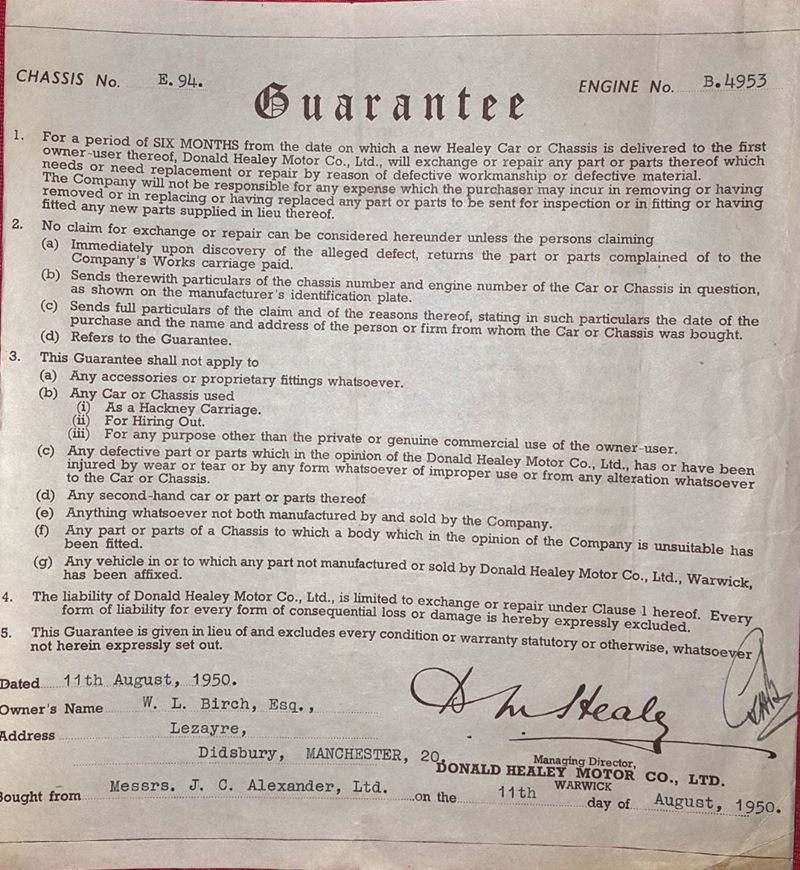 CHASSIS No. E.94. ENGINE No. B.4953
Guarantee
1. For a period of SIX MONTHS from the date on which a new Healey Car or Chassis is delivered to the first
owner-user thereof, Donald Healey Motor Co., Ltd., will exchange or repair any part or parts thereof which
needs or need replacement or repair by reason of defective workmanship or defective material.
The Company will not be responsible for any expense which the purchaser may incur in removing or having
removed or in replacing or having replaced any part or parts to be sent for inspection or in fitting or having
fitted any new parts supplied in lieu thereof.
2. No claim for exchange or repair can be considered hereunder unless the persons claiming
(a) Immediately upon discovery of the alleged defect, returns the part or parts complained of to the
Company's Works carriage paid.
(b) Sends therewith particulars of the chassis number and engine number of the Car or Chassis in question,
as shown on the manufacturer's identification plate.
(c) Sends full particulars of the claim and of the reasons thereof, stating in such particulars the date of the
purchase and the name and address of the person or firm from whom the Car or Chassis was bought.
(d) Refers to the Guarantee.
3. This Guarantee shall not apply to
(a) Any accessories or proprietary fittings whatsoever.
(b) Any Car or Chassis used
(i) As a Hackney Carriage.
(ii) For Hiring Out.
(iii) For any purpose other than the private or genuine commercial use of the owner-user.
(c) Any defective part or parts which in the opinion of the Donald Healey Motor Co., Ltd., has or have been
injured by wear or tear or by any form whatsoever of improper use or from any alteration whatsoever
to the Car or Chassis.
(d) Any second-hand car or part or parts thereof
(e) Anything whatsoever not both manufactured by and sold by the Company.
(f) Any part or parts of a Chassis to which a body which in the opinion of the Company is unsuitable has
been fitted.
(g) Any vehicle in or to which any part not manufactured or sold by Donald Healey Motor Co., Ltd., Warwick,
has been affixed.
4. The liability of Donald Healey Motor Co., Ltd., is limited to exchange or repair under Clause 1 hereof. Every
form of liability for every form of consequential loss or damage is hereby expressly excluded.
5. This Guarantee is given in lieu of and excludes every condition or warranty statutory or otherwise, whatsoever
not herein expressly set out.
Dated 11th August, 1950.
D M Healey
Owner's Name W. L. Birch, Esq.,
Address Lezayre,
Didsbury, MANCHESTER, 20.
Managing Director,
DONALD HEALEY MOTOR CO., LTD.
WARWICK
Bought from Messrs. J. C. Alexander, Ltd. on the 11th day of August, 1950.